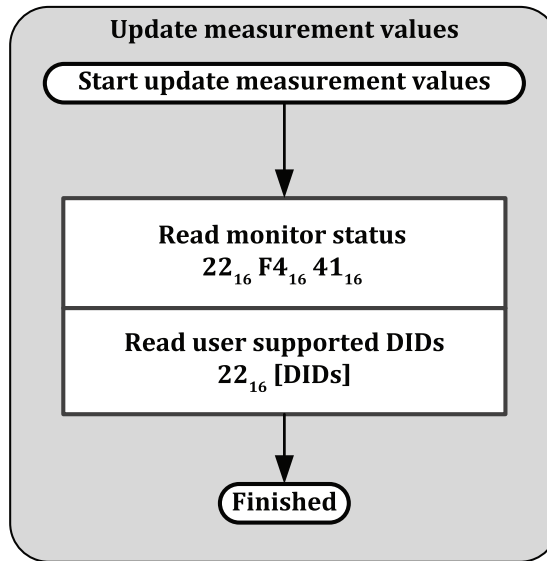 Update measurement values
Start update measurement values
Read monitor status
22₁₆ F4₁₆ 41₁₆
Read user supported DIDs
22₁₆ [DIDs]
Finished